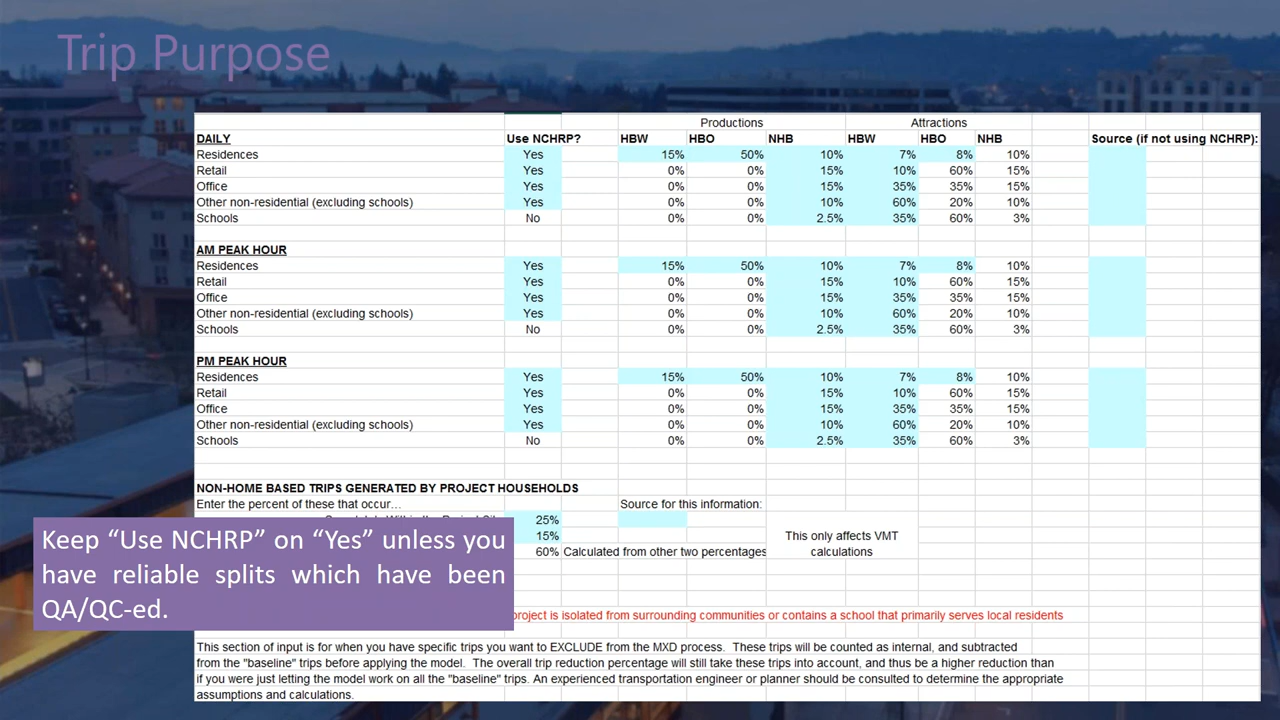 Trip Purpose
Productions Attractions
DAILY Use NCHRP? HBW HBO NHB HBW HBO NHB Source (if not using NCHRP):
Residences Yes 15% 50% 10% 7% 8% 10%
Retail Yes 0% 0% 15% 10% 60% 15%
Office Yes 0% 0% 15% 35% 35% 15%
Other non-residential (excluding schools) Yes 0% 0% 10% 60% 20% 10%
Schools No 0% 0% 2.5% 35% 60% 3%
AM PEAK HOUR
Residences Yes 15% 50% 10% 7% 8% 10%
Retail Yes 0% 0% 15% 10% 60% 15%
Office Yes 0% 0% 15% 35% 35% 15%
Other non-residential (excluding schools) Yes 0% 0% 10% 60% 20% 10%
Schools No 0% 0% 2.5% 35% 60% 3%
PM PEAK HOUR
Residences Yes 15% 50% 10% 7% 8% 10%
Retail Yes 0% 0% 15% 10% 60% 15%
Office Yes 0% 0% 15% 35% 35% 15%
Other non-residential (excluding schools) Yes 0% 0% 10% 60% 20% 10%
Schools No 0% 0% 2.5% 35% 60% 3%
NON-HOME BASED TRIPS GENERATED BY PROJECT HOUSEHOLDS
Enter the percent of these that occur... Source for this information:
25%
15% This only affects VMT
60% Calculated from other two percentages calculations
Keep “Use NCHRP” on “Yes” unless you
have reliable splits which have been
QA/QC-ed.
project is isolated from surrounding communities or contains a school that primarily serves local residents
This section of input is for when you have specific trips you want to EXCLUDE from the MXD process. These trips will be counted as internal, and subtracted
from the "baseline" trips before applying the model. The overall trip reduction percentage will still take these trips into account, and thus be a higher reduction than
if you were just letting the model work on all the "baseline" trips. An experienced transportation engineer or planner should be consulted to determine the appropriate
assumptions and calculations.